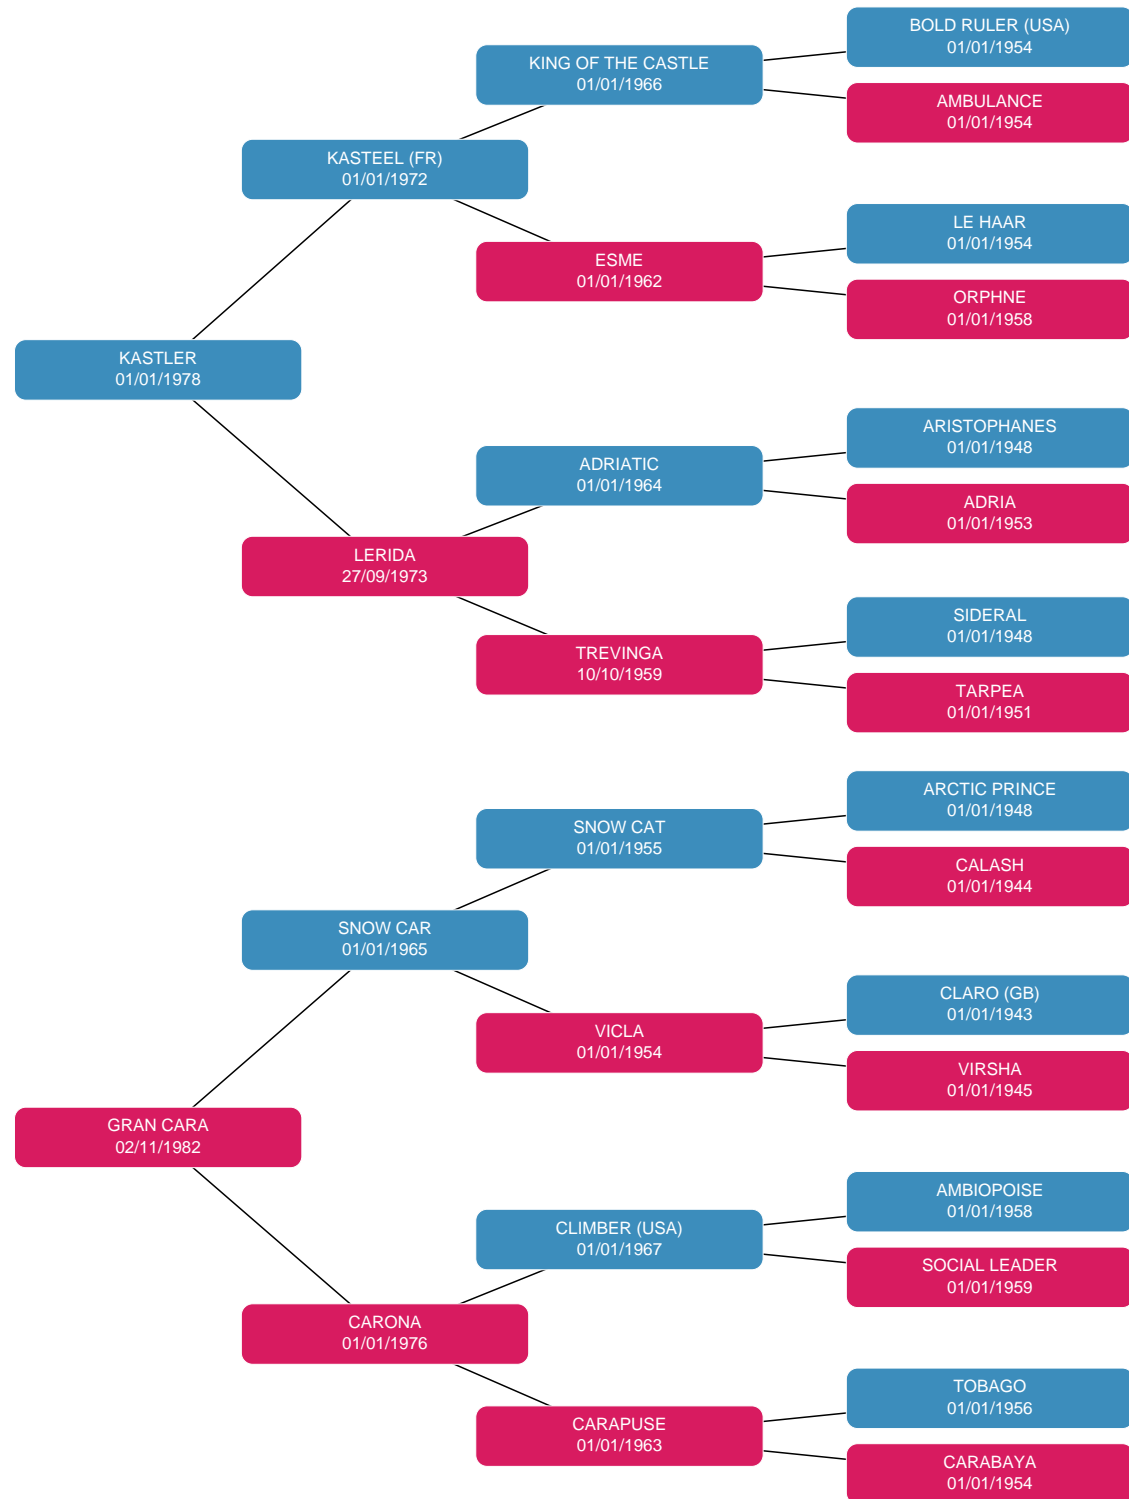 BOLD RULER (USA)
01/01/1954
KING OF THE CASTLE
01/01/1966
AMBULANCE
01/01/1954
KASTEEL (FR)
01/01/1972
LE HAAR
01/01/1954
ESME
01/01/1962
ORPHNE
01/01/1958
KASTLER
01/01/1978
ARISTOPHANES
01/01/1948
ADRIATIC
01/01/1964
ADRIA
01/01/1953
LERIDA
27/09/1973
SIDERAL
01/01/1948
TREVINGA
10/10/1959
TARPEA
01/01/1951
ARCTIC PRINCE
01/01/1948
SNOW CAT
01/01/1955
CALASH
01/01/1944
SNOW CAR
01/01/1965
CLARO (GB)
01/01/1943
VICLA
01/01/1954
VIRSHA
01/01/1945
GRAN CARA
02/11/1982
AMBIOPOISE
01/01/1958
CLIMBER (USA)
01/01/1967
SOCIAL LEADER
01/01/1959
CARONA
01/01/1976
TOBAGO
01/01/1956
CARAPUSE
01/01/1963
CARABAYA
01/01/1954